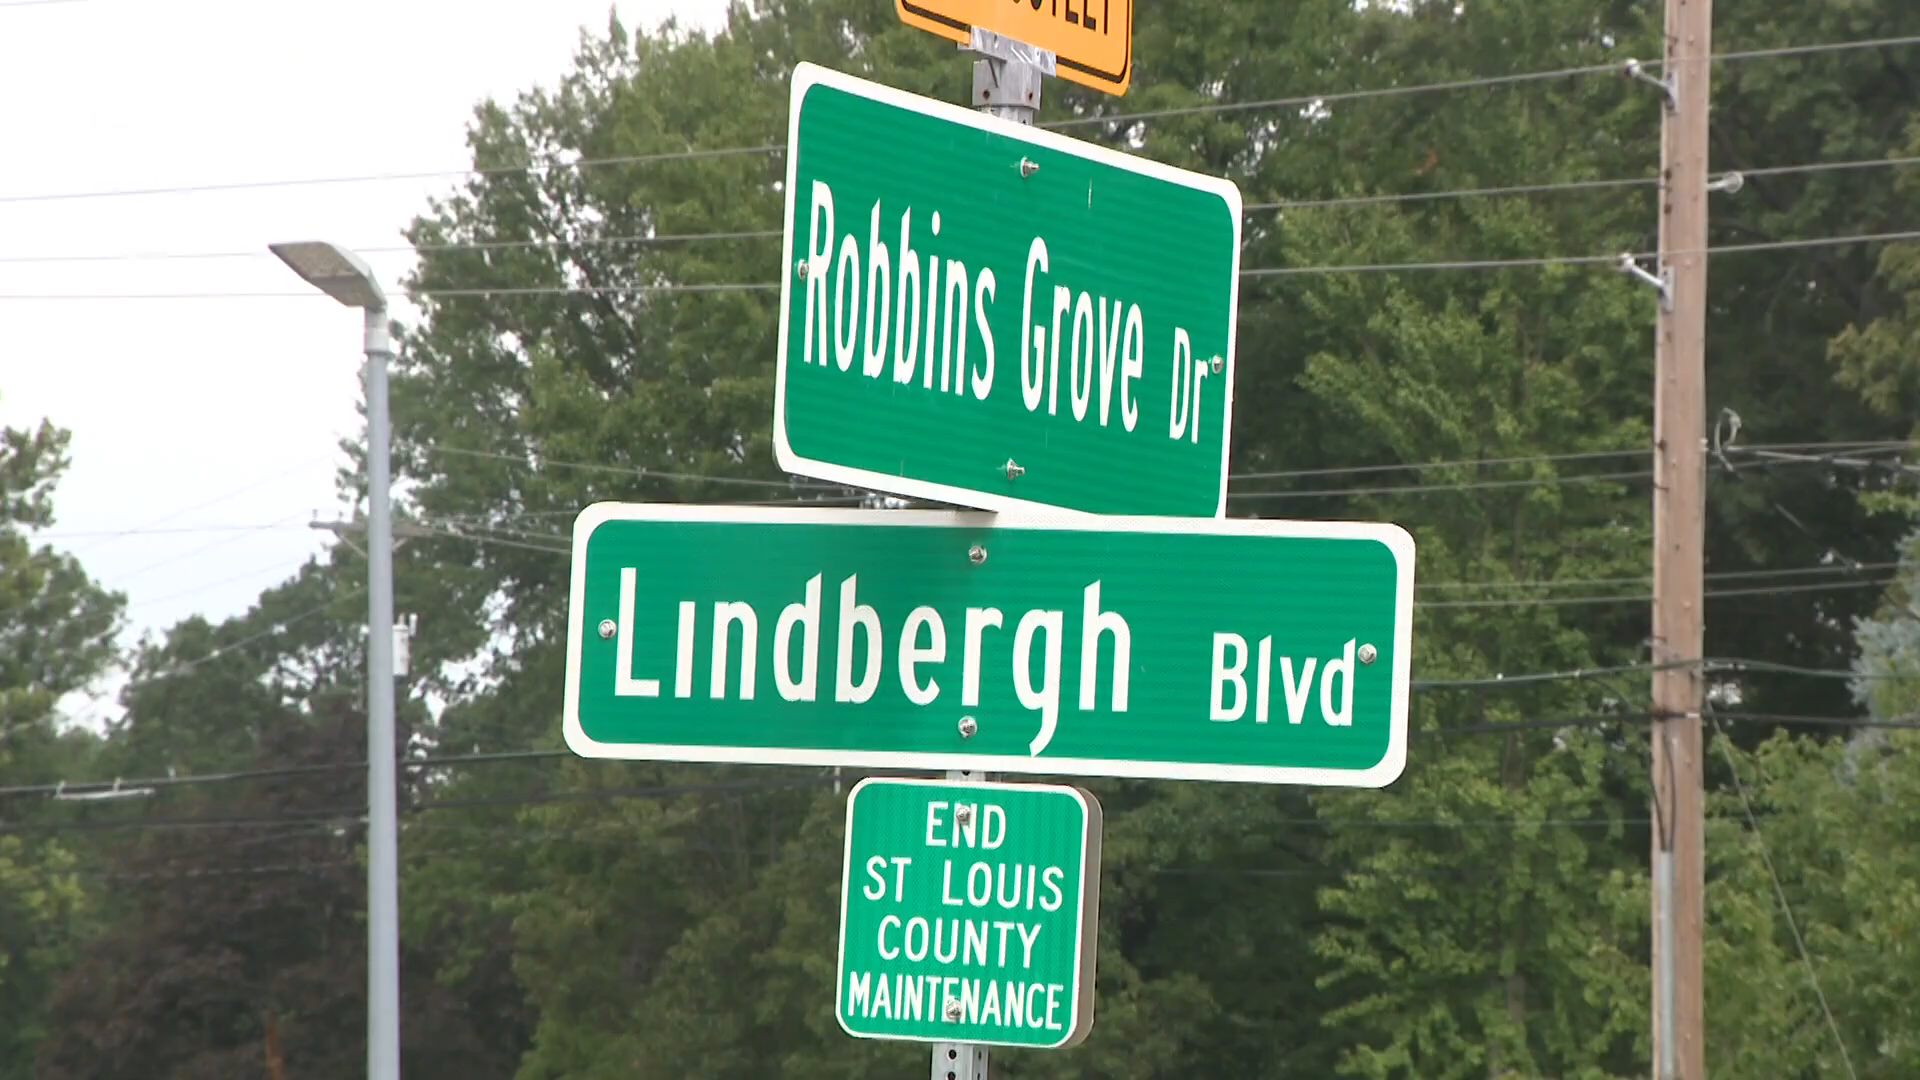 Robbins Grove Dr
Lindbergh Blvd
END
ST LOUIS
COUNTY
MAINTENANCE